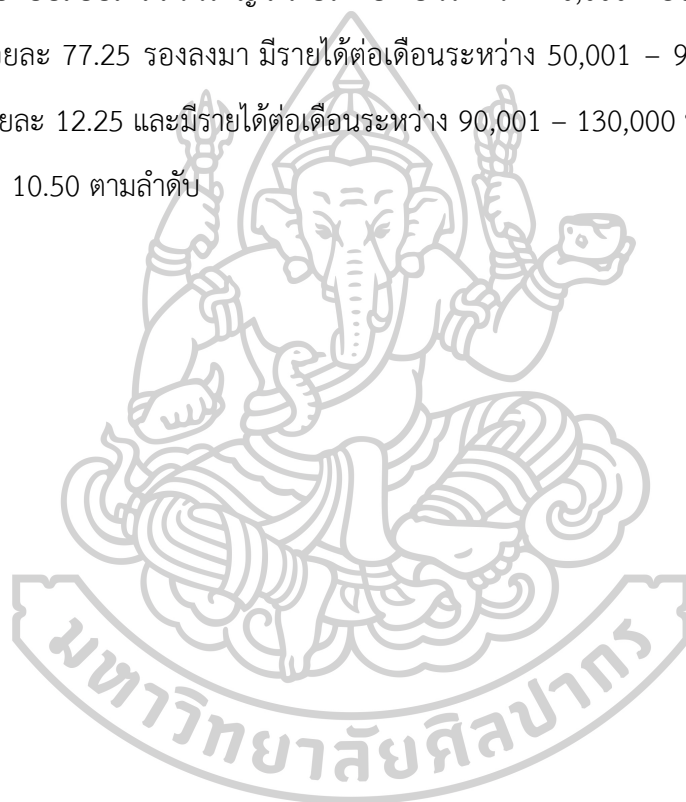 ยละ 77.25 รองลงมา มีรายได้ต่อเดือนระหว่าง 50,001 – 9
ยละ 12.25 และมีรายได้ต่อเดือนระหว่าง 90,001 – 130,000
10.50 ตามลำดับ
มหาวิทยาลัยศิลปากร